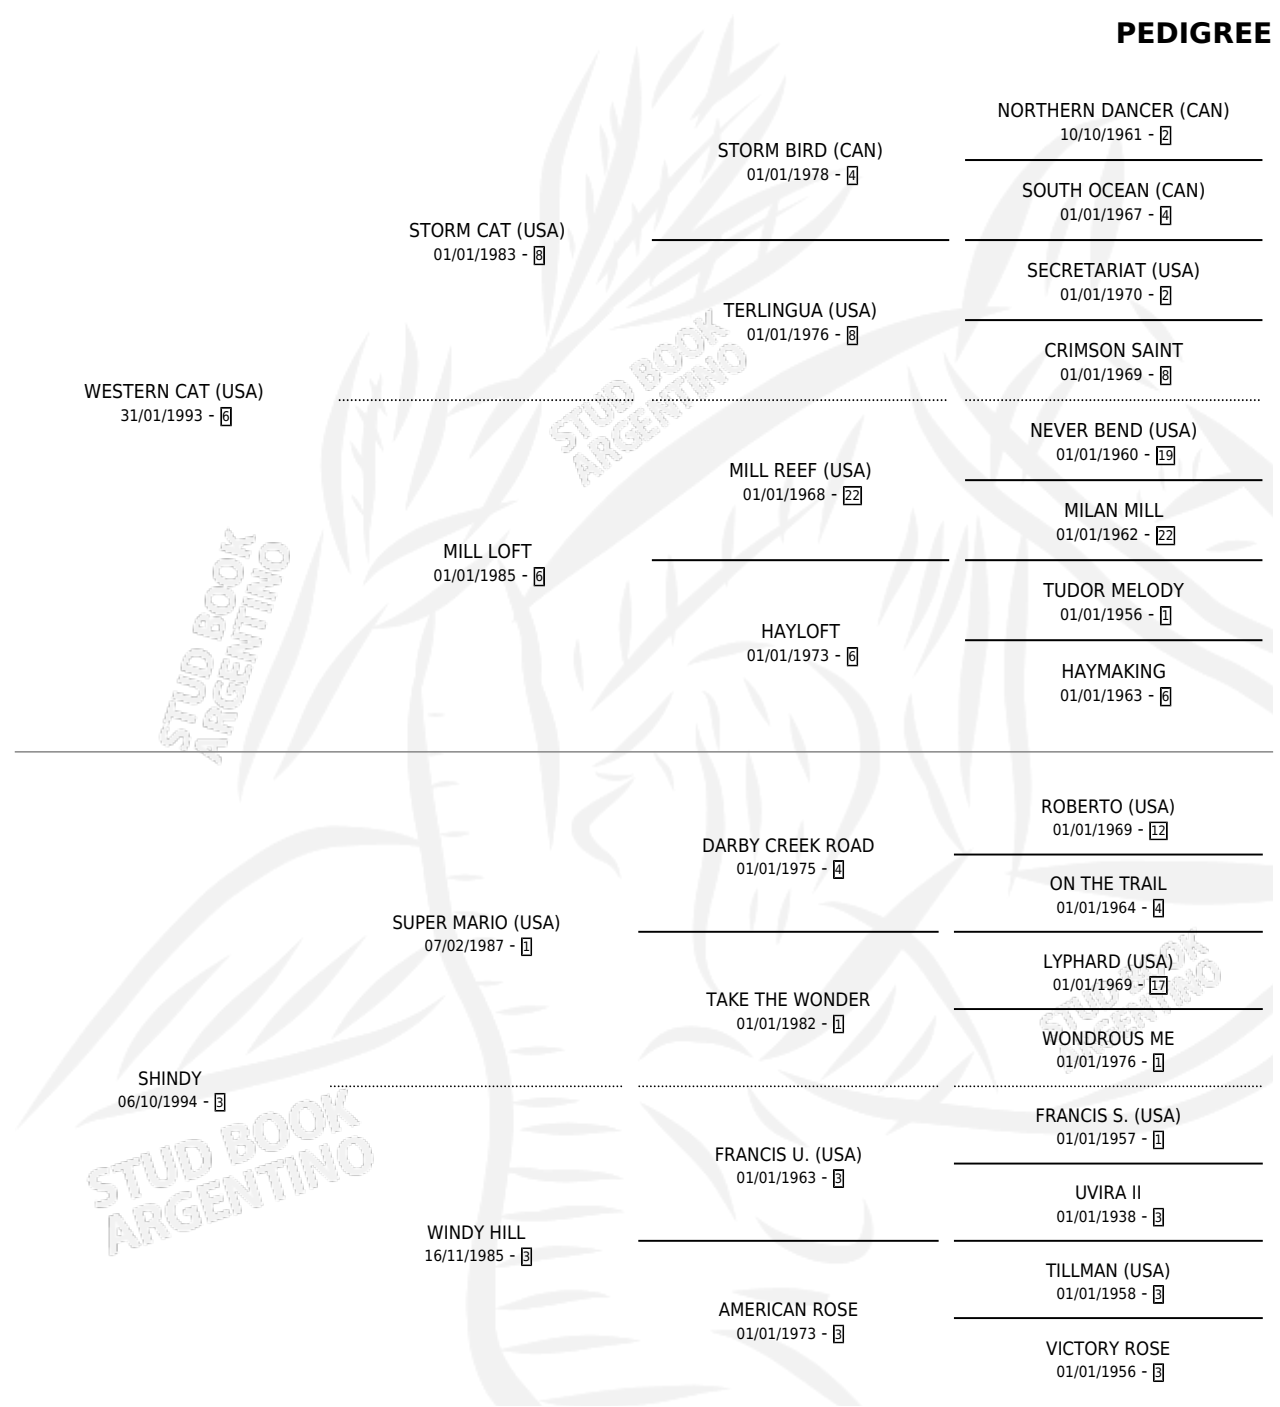 PEDIGREE
NORTHERN DANCER (CAN)
10/10/1961 - 2
STORM BIRD (CAN)
01/01/1978 - 4
SOUTH OCEAN (CAN)
01/01/1967 - 4
STORM CAT (USA)
01/01/1983 - 8
SECRETARIAT (USA)
01/01/1970 - 2
TERLINGUA (USA)
01/01/1976 - 8
CRIMSON SAINT
01/01/1969 - 8
WESTERN CAT (USA)
31/01/1993 - 6
NEVER BEND (USA)
01/01/1960 - 19
MILL REEF (USA)
01/01/1968 - 22
MILAN MILL
01/01/1962 - 22
MILL LOFT
01/01/1985 - 6
TUDOR MELODY
01/01/1956 - 1
HAYLOFT
01/01/1973 - 6
HAYMAKING
01/01/1963 - 6
STUD BOOK
ARGENTINO
STUD BOOK
ARGENTINO
ROBERTO (USA)
01/01/1969 - 12
DARBY CREEK ROAD
01/01/1975 - 4
ON THE TRAIL
01/01/1964 - 4
SUPER MARIO (USA)
07/02/1987 - 1
LYPHARD (USA)
01/01/1969 - 17
TAKE THE WONDER
01/01/1982 - 1
WONDROUS ME
01/01/1976 - 1
STUD BOOK
ARGENTINO
SHINDY
06/10/1994 - 3
FRANCIS S. (USA)
01/01/1957 - 1
FRANCIS U. (USA)
01/01/1963 - 3
UVIRA II
01/01/1938 - 3
WINDY HILL
16/11/1985 - 3
TILLMAN (USA)
01/01/1958 - 3
AMERICAN ROSE
01/01/1973 - 3
VICTORY ROSE
01/01/1956 - 3
STUD BOOK
ARGENTINO